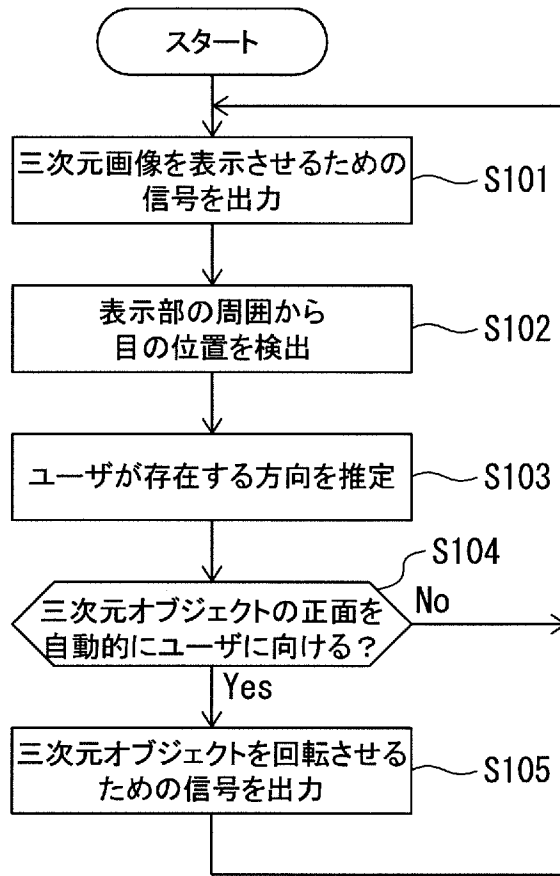 スタート
三次元画像を表示させるための
信号を出力
S101
表示部の周囲から
目の位置を検出
S102
ユーザが存在する方向を推定
S103
S104
三次元オブジェクトの正面を
自動的にユーザに向ける?
No
Yes
三次元オブジェクトを回転させる
ための信号を出力
S105